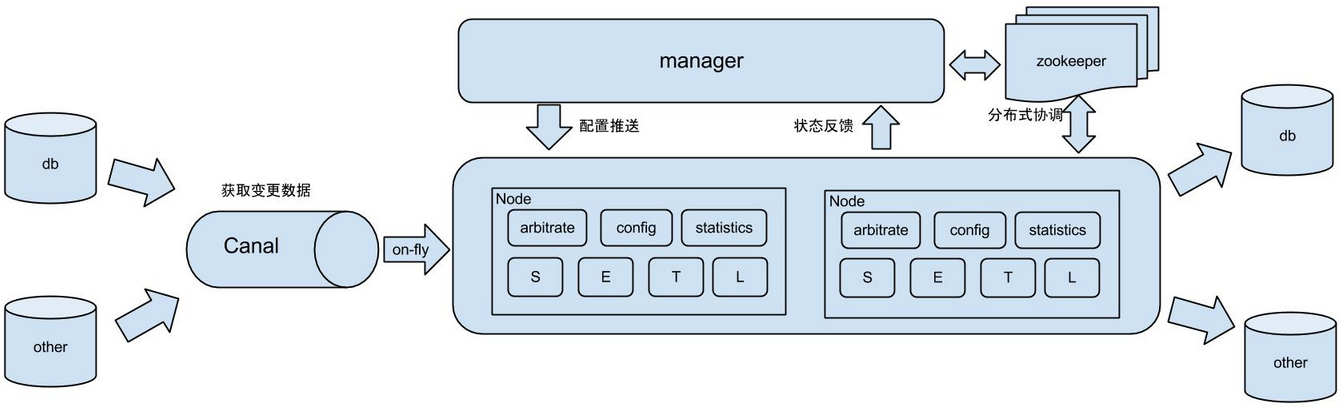 manager
zookeeper
配置推送
状态反馈
分布式协调
db
other
获取变更数据
Canal
on-fly
Node
arbitrate
config
statistics
S
E
T
L
Node
arbitrate
config
statistics
S
E
T
L
db
other